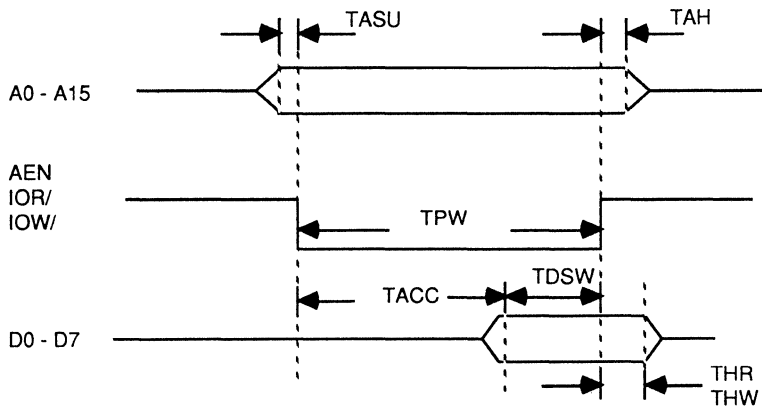 TASU
TAH
A0 - A15
AEN
IOR/
IOW/
TPW
TACC
TDSW
D0 - D7
THR
THW